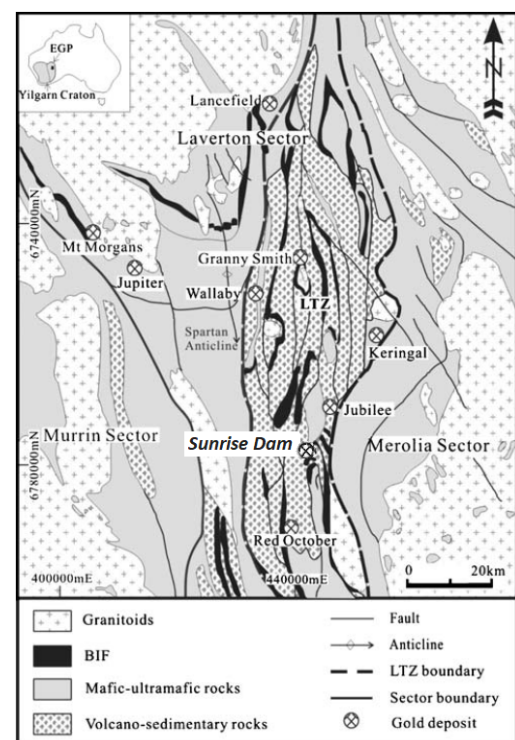 EGP
Yilgarn Craton
N
Lancefield
Laverton Sector
6740000mN
Mt Morgans
Granny Smith
Jupiter
Wallaby
LTZ
Spartan
Anticline
Keringal
Jubilee
Murrin Sector
Sunrise Dam
Merolia Sector
6780000mN
Red October
400000mE
440000mE
0 20km
Granitoids
BIF
Mafic-ultramafic rocks
Volcano-sedimentary rocks
Fault
Anticline
LTZ boundary
Sector boundary
Gold deposit